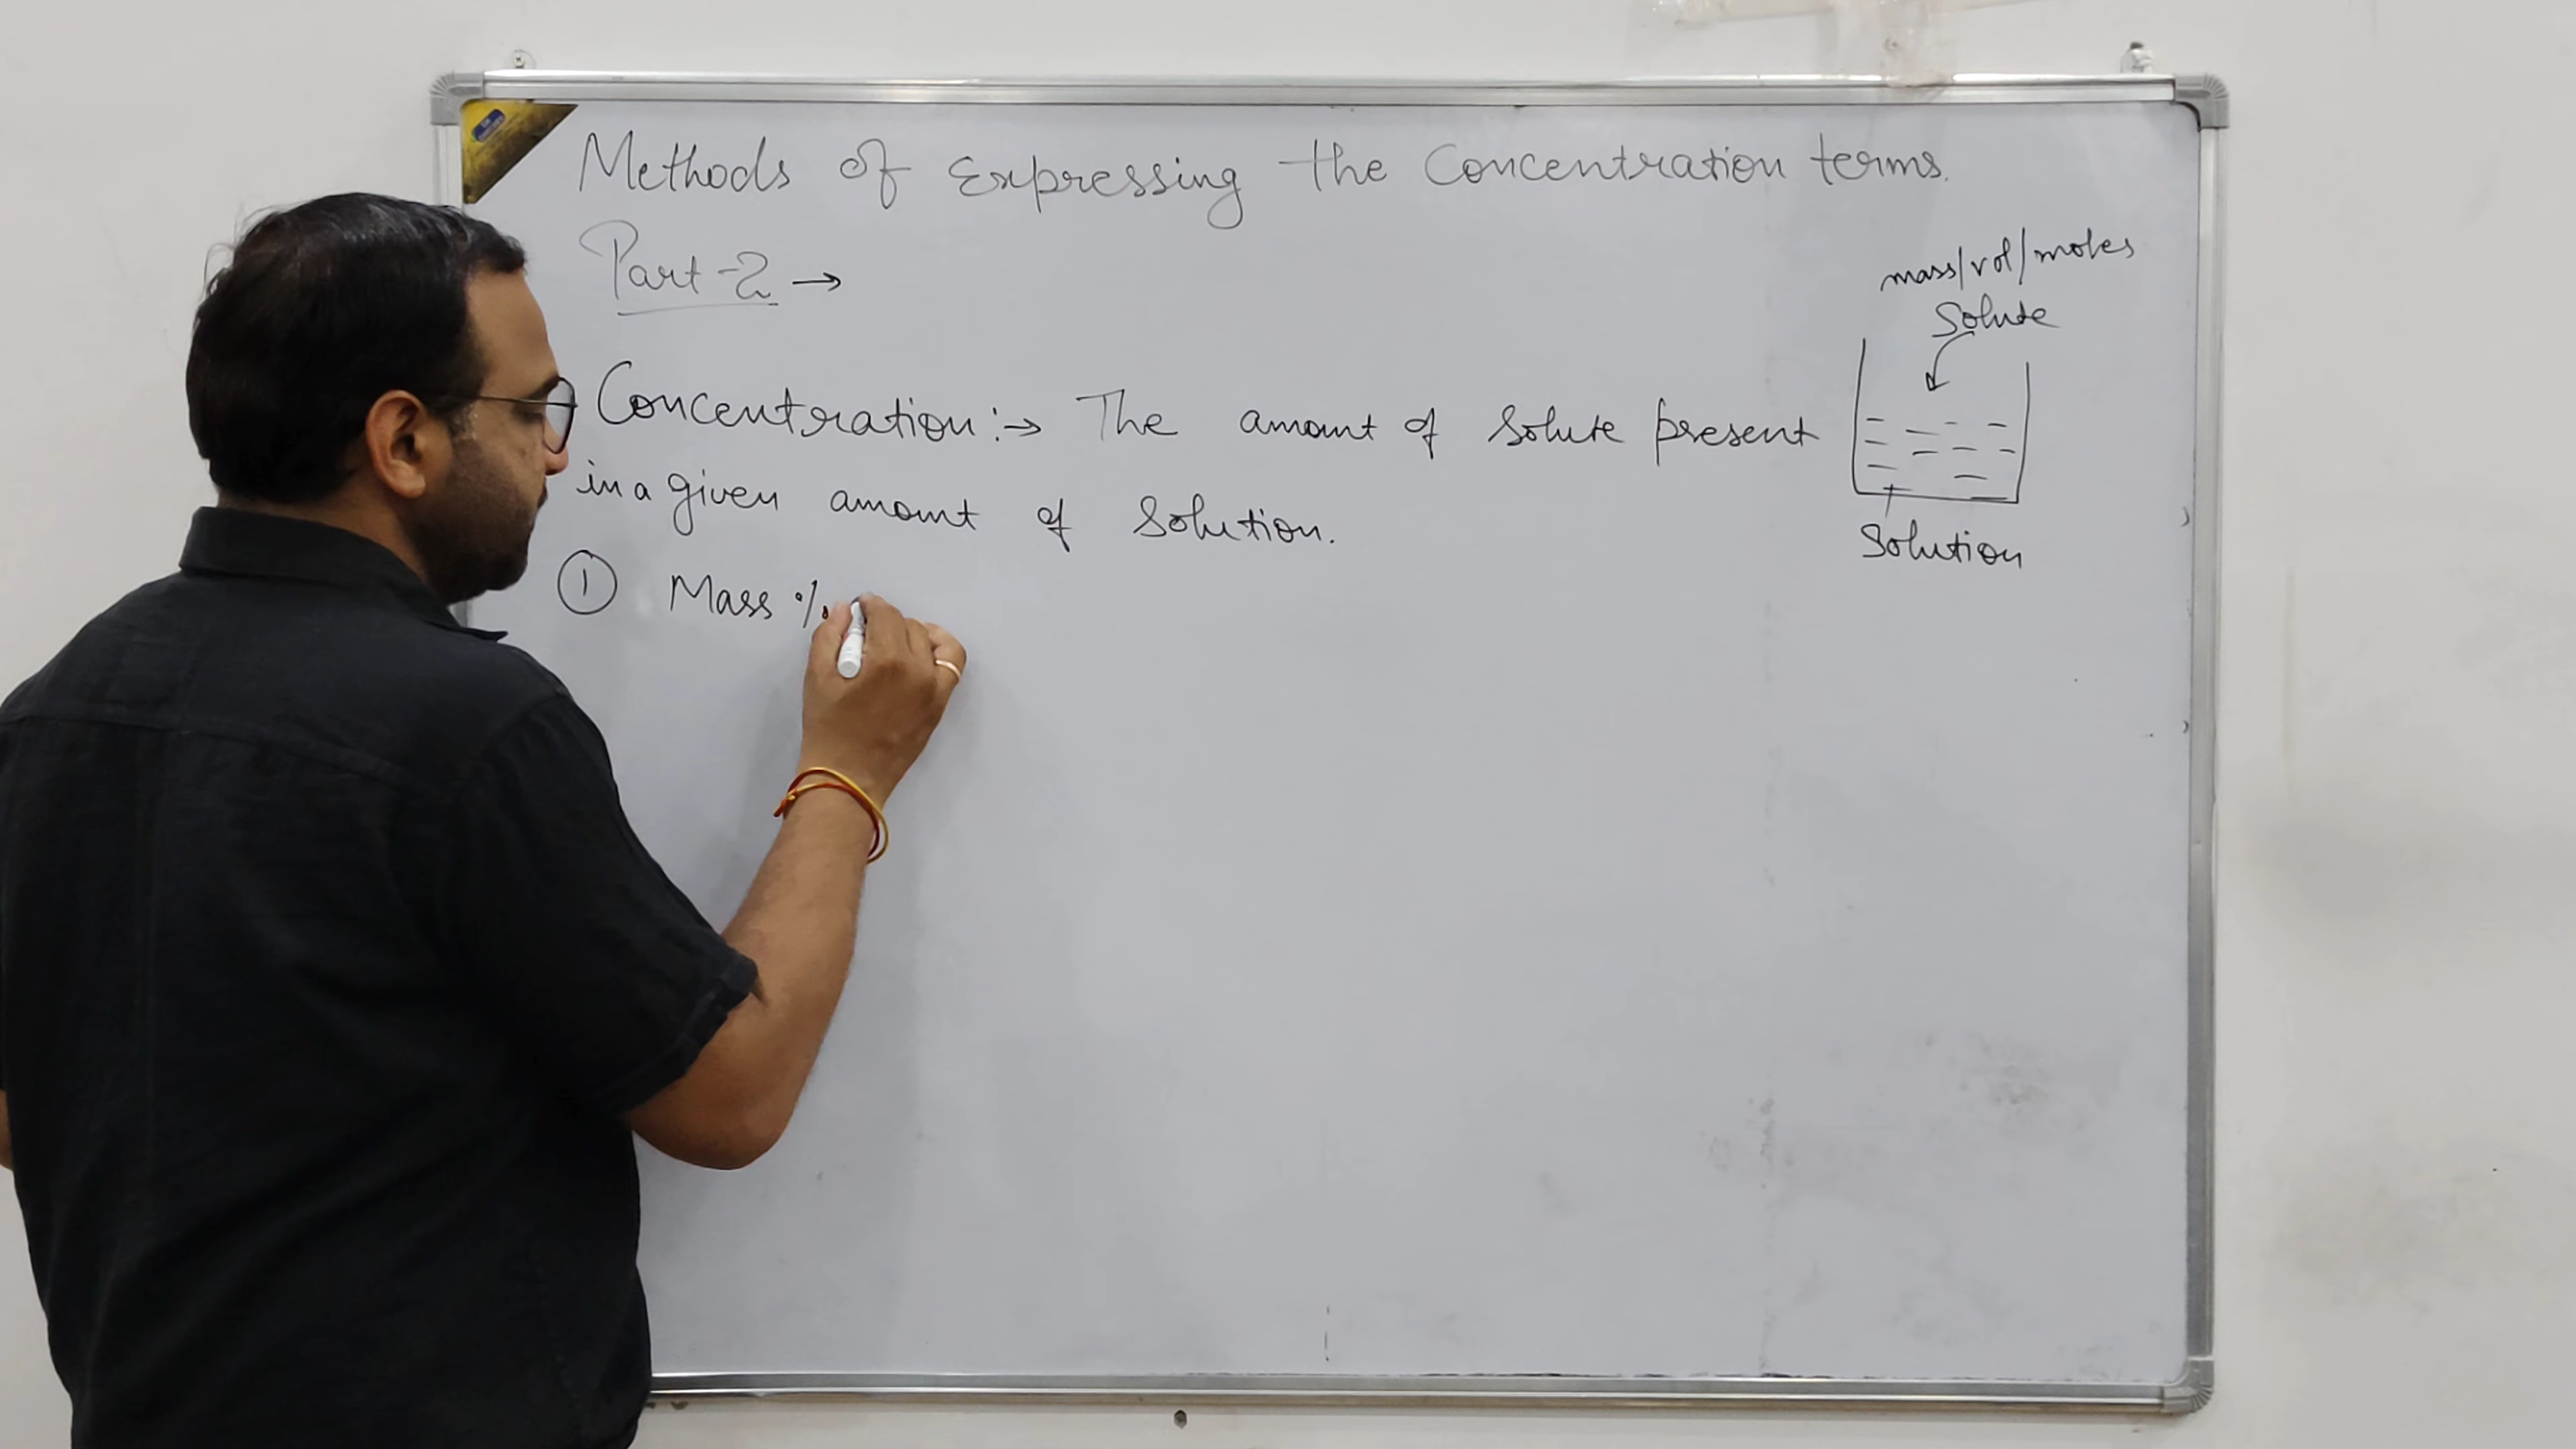 Methods of Expressing the Concentration terms.
Part-2 →
mass/vol/moles
Solute
Concentration:→ The amount of Solute present
in a given amount of Solution.
Solution
① Mass %